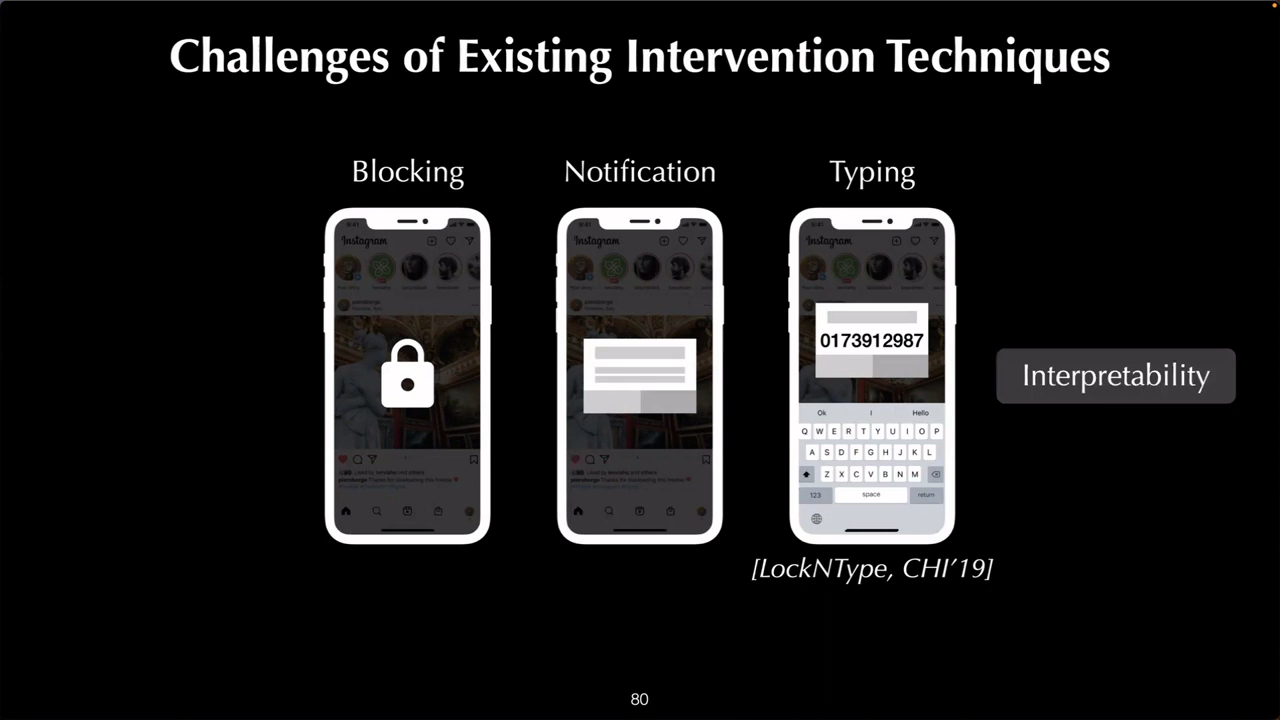 Challenges of Existing Intervention Techniques
Blocking
Notification
Typing
Instagram
Instagram
Instagram
0173912987
Interpretability
Ok I Hello
Q W E R T Y U I O P
A S D F G H J K L
Z X C V B N M
123 space return
[LockNType, CHI’19]
80